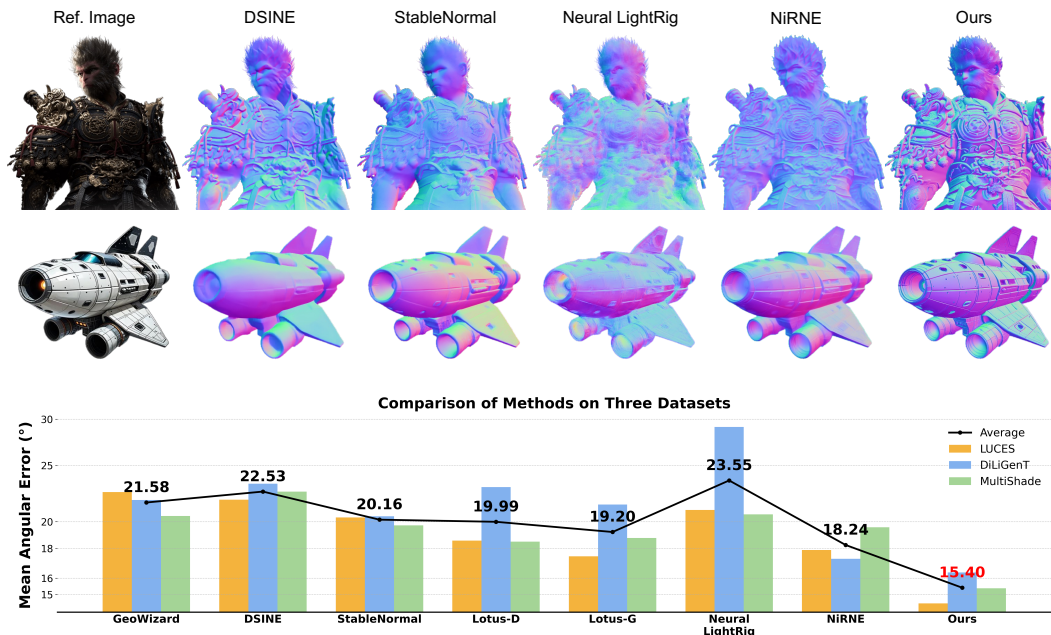 Ref. Image DSINE StableNormal Neural LightRig NiRNE Ours
Comparison of Methods on Three Datasets
Mean Angular Error (°)
30
25
20
18
16
15
Average
LUCES
DiLiGenT
MultiShade
21.58 22.53 20.16 19.99 19.20 23.55 18.24 15.40
GeoWizard DSINE StableNormal Lotus-D Lotus-G Neural LightRig NiRNE Ours